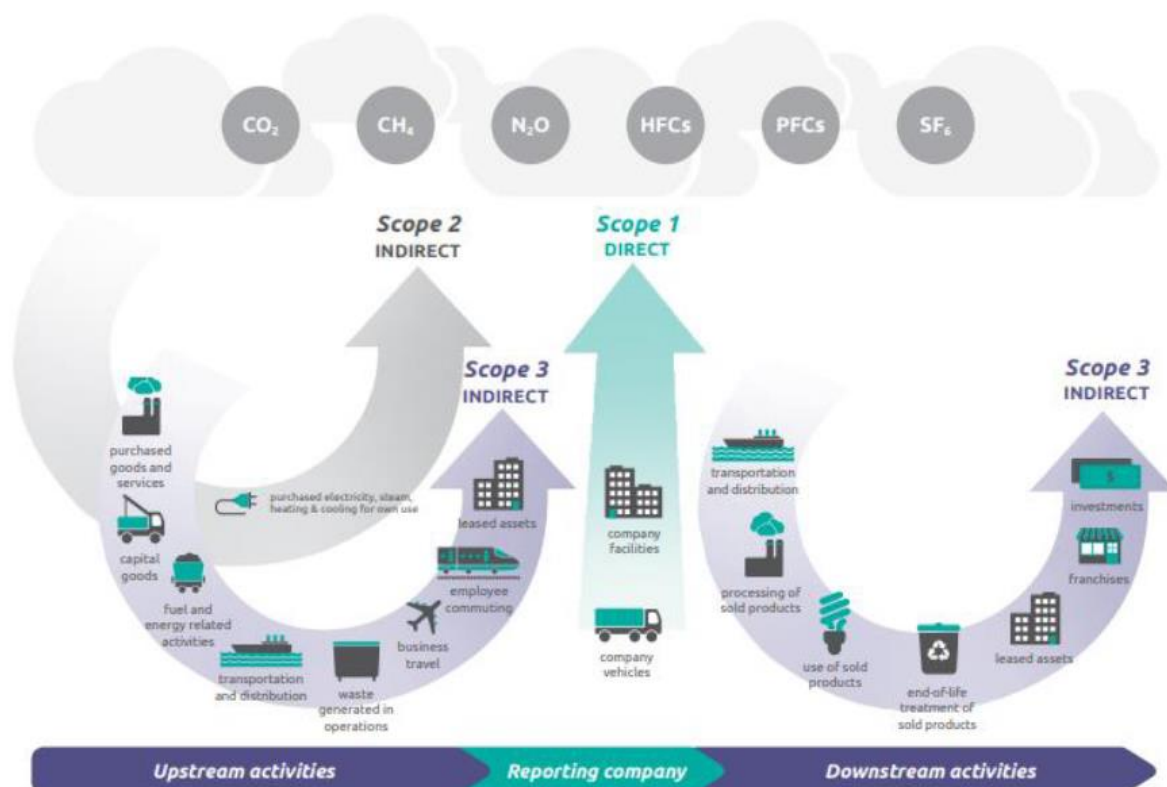 CO₂
CH₄
N₂O
HFCs
PFCs
SF₆
Scope 2
INDIRECT
Scope 1
DIRECT
Scope 3
INDIRECT
Scope 3
INDIRECT
purchased
goods and
services
capital
goods
fuel and
energy related
activities
purchased electricity, steam,
heating & cooling for own use
transportation
and distribution
waste
generated in
operations
business
travel
employee
commuting
leased assets
company
facilities
company
vehicles
transportation
and distribution
processing of
sold products
use of sold
products
end-of-life
treatment of
sold products
leased assets
franchises
$
investments
Upstream activities
Reporting company
Downstream activities